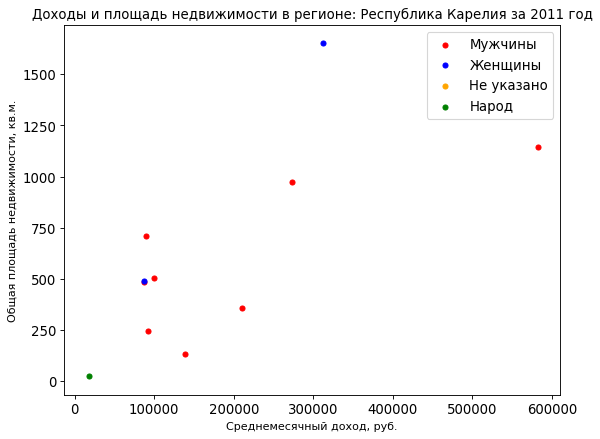 Доходы и площадь недвижимости в регионе: Республика Карелия за 2011 год
Мужчины
Женщины
Не указано
Народ
Общая площадь недвижимости, кв.м.
1500
1250
1000
750
500
250
0
0 100000 200000 300000 400000 500000 600000
Среднемесячный доход, руб.